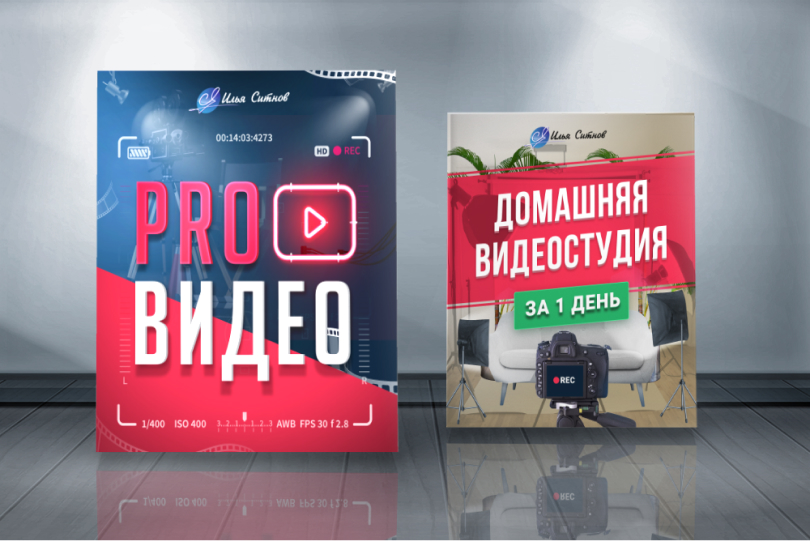 Илья Ситнов
00:14:03:4273
HD REC
PRO
ВИДЕО
L R
1/400 ISO 400 3..2..1..1..2..3 AWB FPS 30 f 2.8
Илья Ситнов
ДОМАШНЯЯ
ВИДЕОСТУДИЯ
ЗА 1 ДЕНЬ
REC